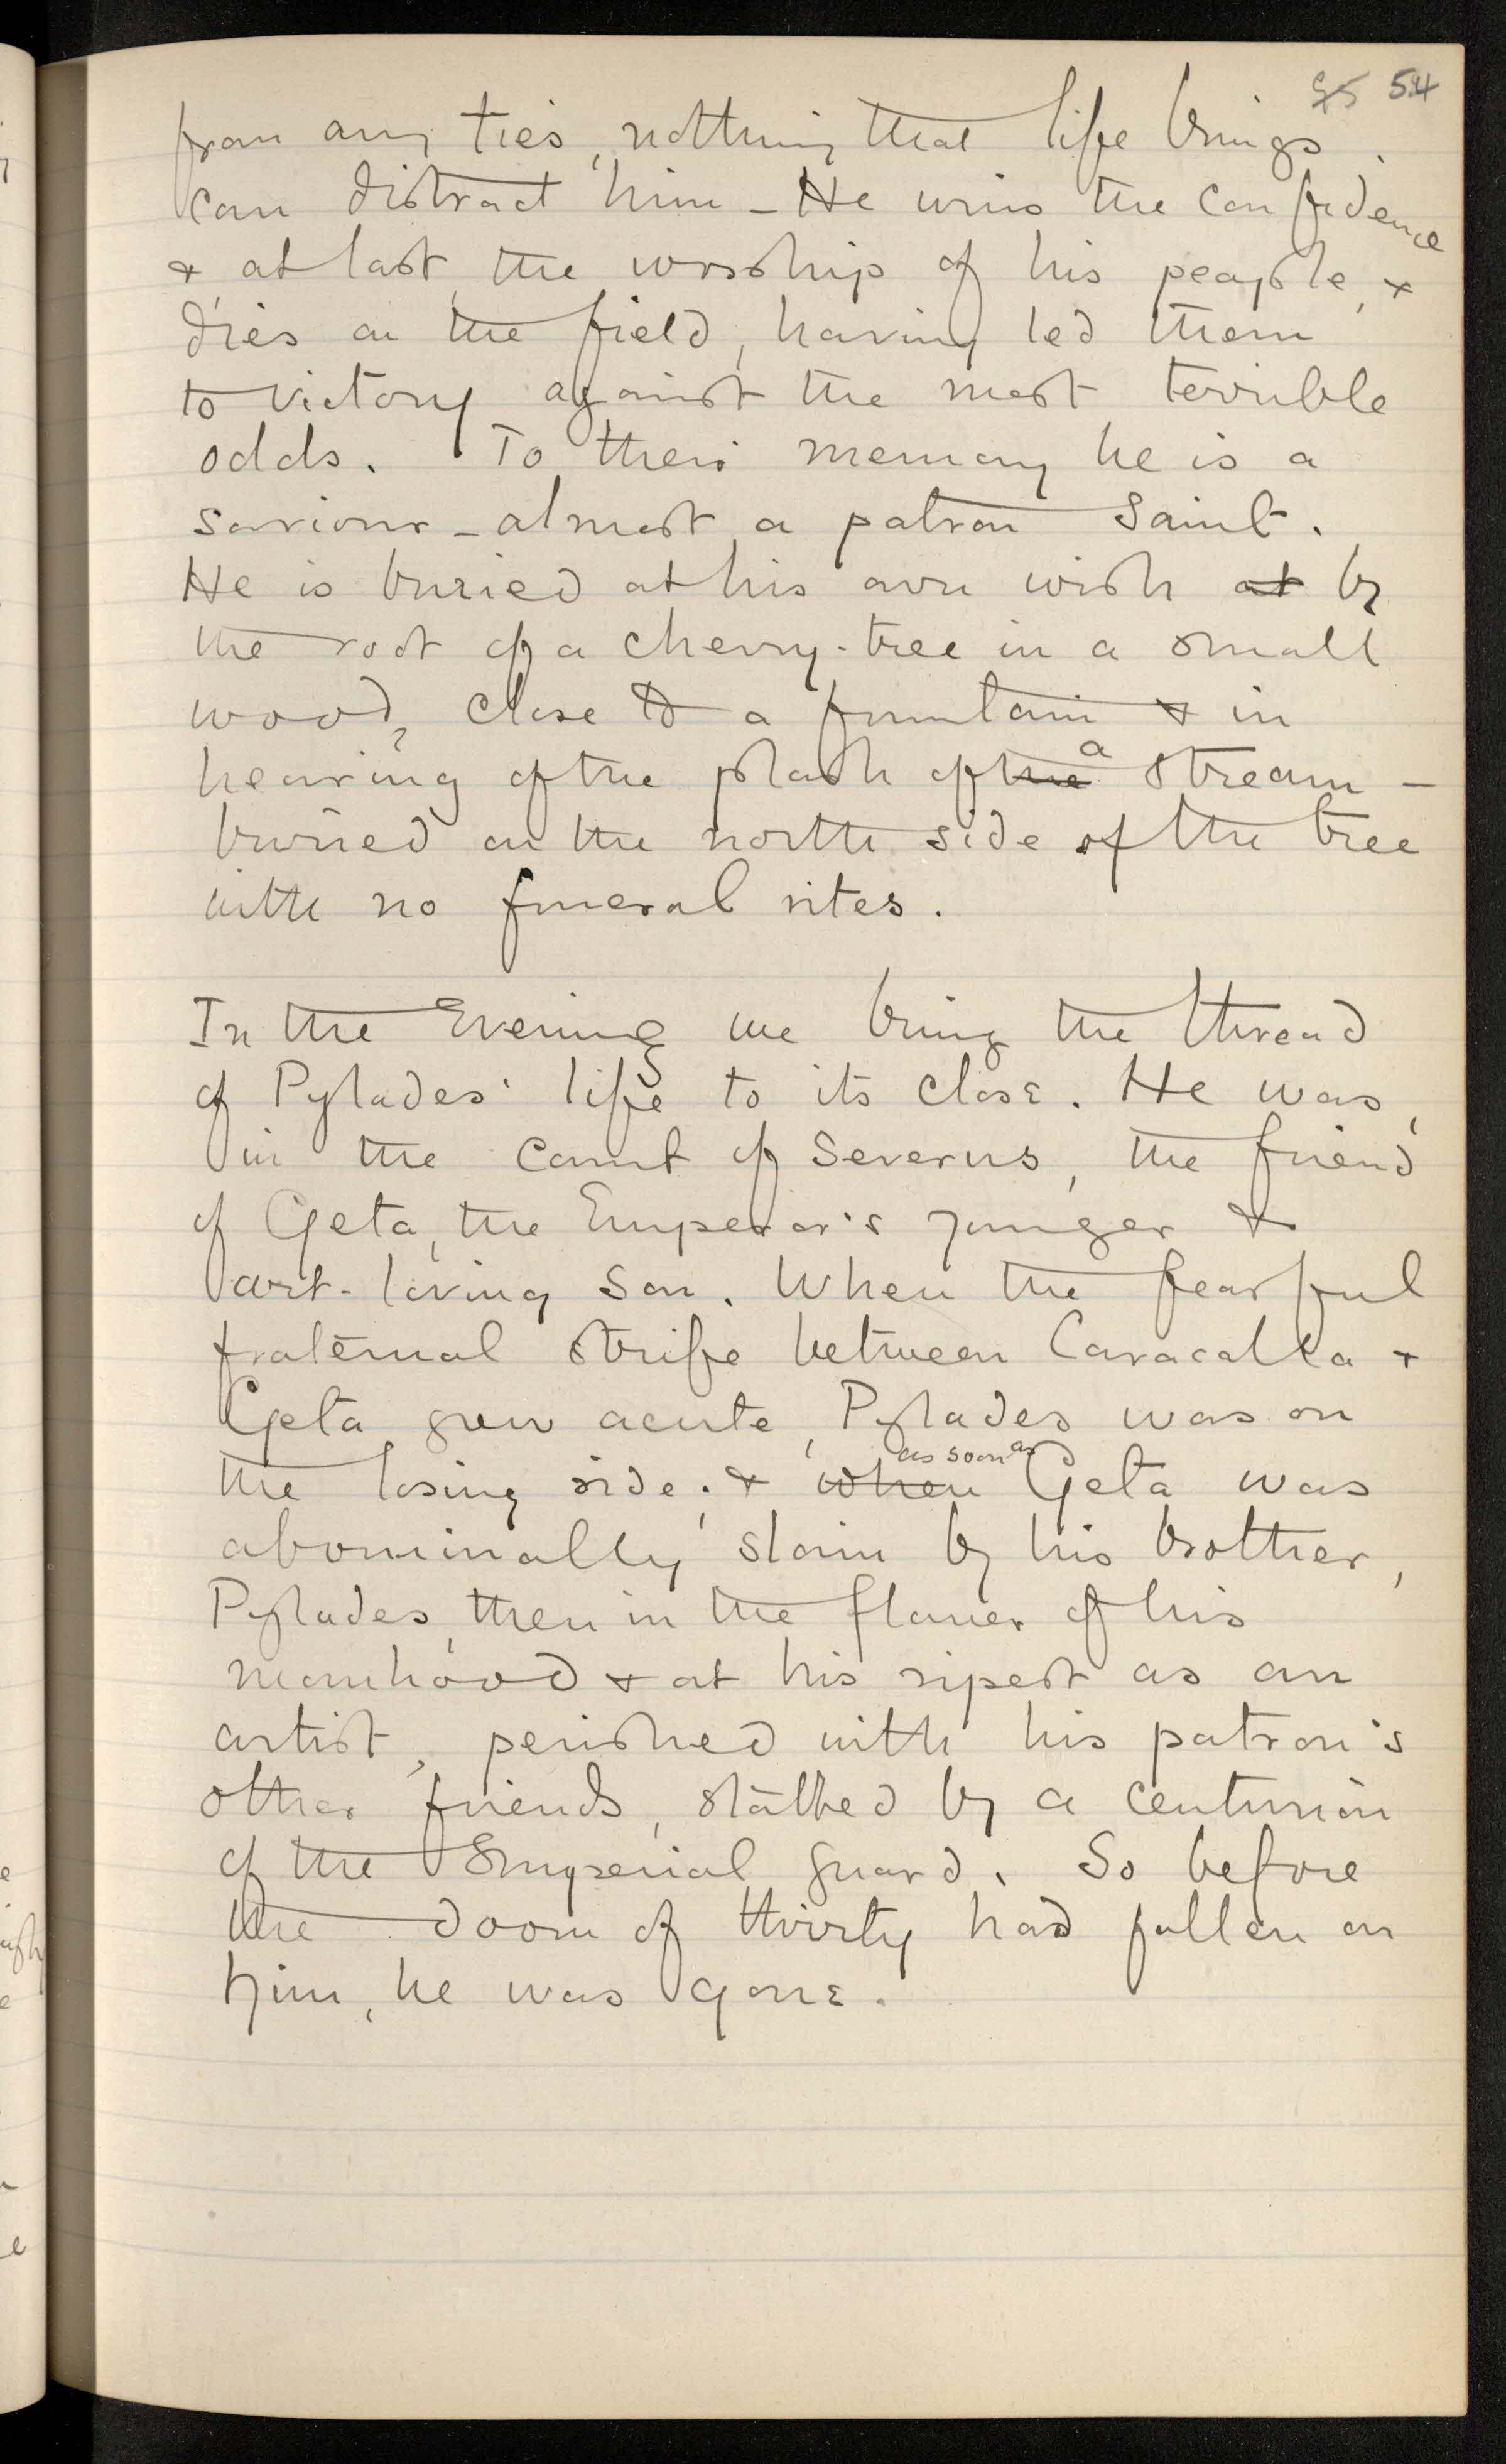 55 54
from any ties, nothing that life brings
can distract him - He wins the confidence
& at last, the worship of his people, &
dies on the field, having led them
to victory against the most terrible
odds. To their memory he is a
saviour - almost a patron Saint.
He is buried at his own wish at by
the root of a cherry-tree in a small
wood, close to a fountain & in
hearing of the plash of the a stream -
buried on the north side of the tree
with no funeral rites.
In the Evening we bring the thread
of Pylades' life to its close. He was,
in the Court of Severus, the friend
of Geta, the Emperor's younger &
art-loving son. When the fearful
fraternal strife between Caracalla &
Geta grew acute, Pylades was on
the losing side; & when as soon as Geta was
abominally slain by his brother,
Pylades, then in the flower of his
manhood & at his ripest as an
artist, perished with his patron's
other friends, stabbed by a centurion
of the Emperial guard. So before
the doom of thirty had fallen on
him, he was gone.